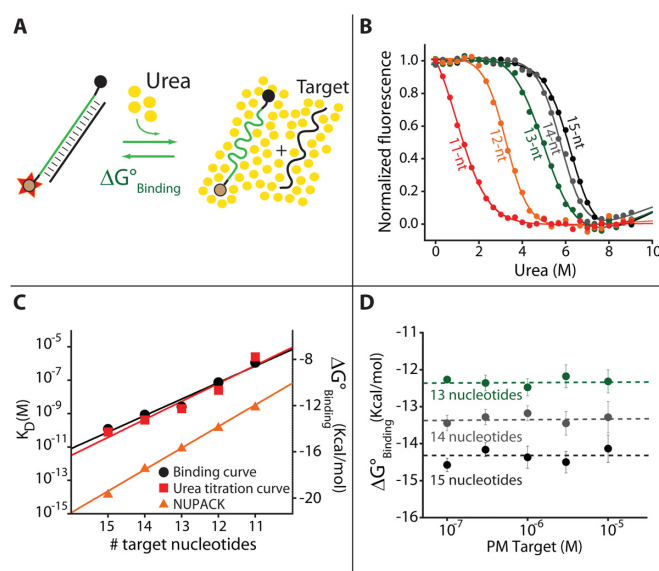 A
Urea
Target
+
ΔG°Binding
B
Normalized fluorescence
1.0
0.8
0.6
0.4
0.2
0.0
11-nt
12-nt
13-nt
14-nt
15-nt
0 2 4 6 8 10
Urea (M)
C
KD(M)
10-5
10-7
10-9
10-11
10-13
10-15
-8
-12
-16
-20
ΔG°Binding (Kcal/mol)
Binding curve
Urea titration curve
NUPACK
15 14 13 12 11
# target nucleotides
D
ΔG°Binding(Kcal/mol)
-11
-12
-13
-14
-15
-16
13 nucleotides
14 nucleotides
15 nucleotides
10-7 10-6 10-5
PM Target (M)